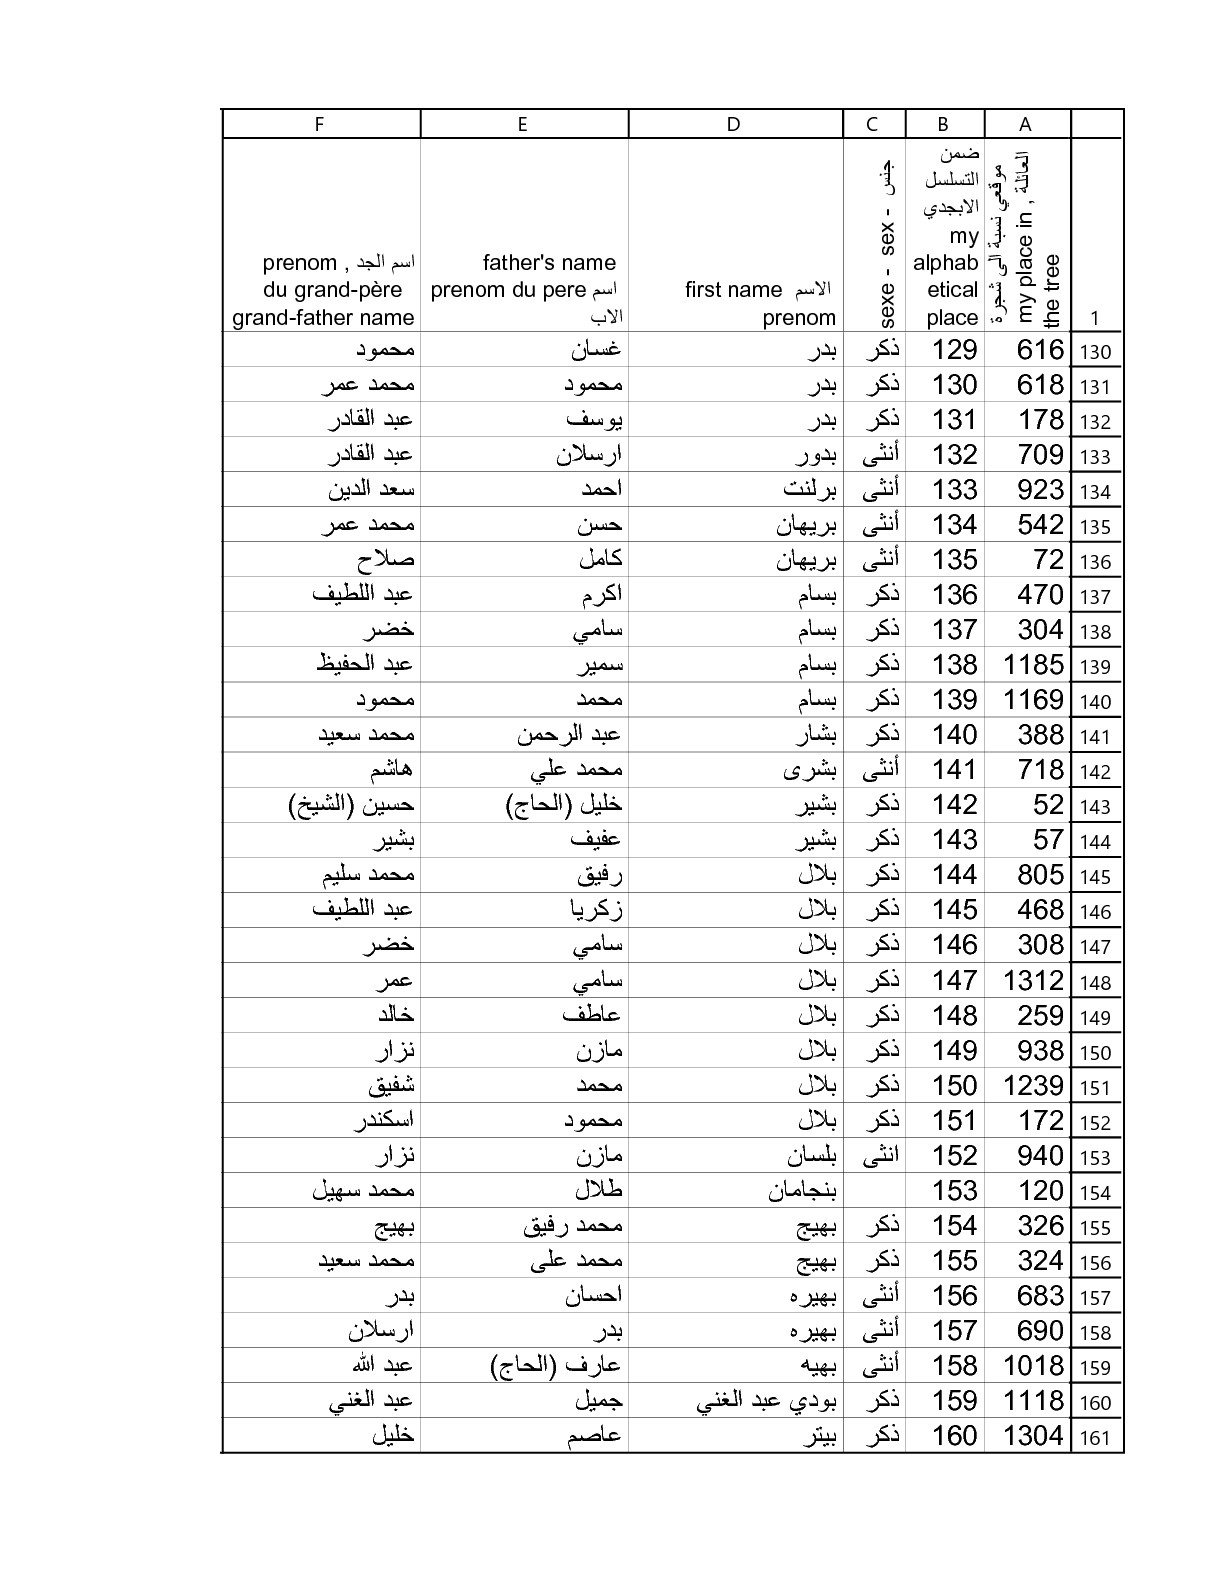 A B C D E F
1 موقعي نسبة الى شجرة العائلة , my place in the tree ضمن التسلسل الابجدي my alphabetical place sexe - sex - جنس first name الاسم prenom father's name prenom du pere اسم الاب prenom , اسم الجد du grand-père grand-father name
130 616 129 ذكر بدر غسان محمود
131 618 130 ذكر بدر محمود محمد عمر
132 178 131 ذكر بدر يوسف عبد القادر
133 709 132 أنثى بدور ارسلان عبد القادر
134 923 133 أنثى برلنت احمد سعد الدين
135 542 134 أنثى بريهان حسن محمد عمر
136 72 135 أنثى بريهان كامل صلاح
137 470 136 ذكر بسام اكرم عبد اللطيف
138 304 137 ذكر بسام سامي خضر
139 1185 138 ذكر بسام سمير عبد الحفيظ
140 1169 139 ذكر بسام محمد محمود
141 388 140 ذكر بشار عبد الرحمن محمد سعيد
142 718 141 أنثى بشرى محمد علي هاشم
143 52 142 ذكر بشير خليل (الحاج) حسين (الشيخ)
144 57 143 ذكر بشير عفيف بشير
145 805 144 ذكر بلال رفيق محمد سليم
146 468 145 ذكر بلال زكريا عبد اللطيف
147 308 146 ذكر بلال سامي خضر
148 1312 147 ذكر بلال سامي عمر
149 259 148 ذكر بلال عاطف خالد
150 938 149 ذكر بلال مازن نزار
151 1239 150 ذكر بلال محمد شفيق
152 172 151 ذكر بلال محمود اسكندر
153 940 152 انثى بلسان مازن نزار
154 120 153 بنجامان طلال محمد سهيل
155 326 154 ذكر بهيج محمد رفيق بهيج
156 324 155 ذكر بهيج محمد على محمد سعيد
157 683 156 أنثى بهيره احسان بدر
158 690 157 أنثى بهيره بدر ارسلان
159 1018 158 أنثى بهيه عارف (الحاج) عبد الله
160 1118 159 ذكر بودي عبد الغني جميل عبد الغني
161 1304 160 ذكر بيتر عاصم خليل